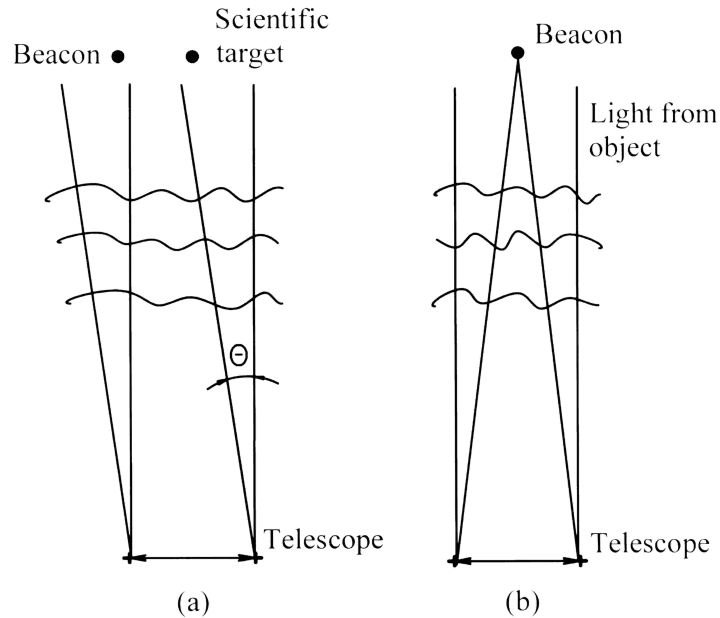 Beacon
Scientific
target
Θ
Telescope
(a)
Beacon
Light from
object
Telescope
(b)